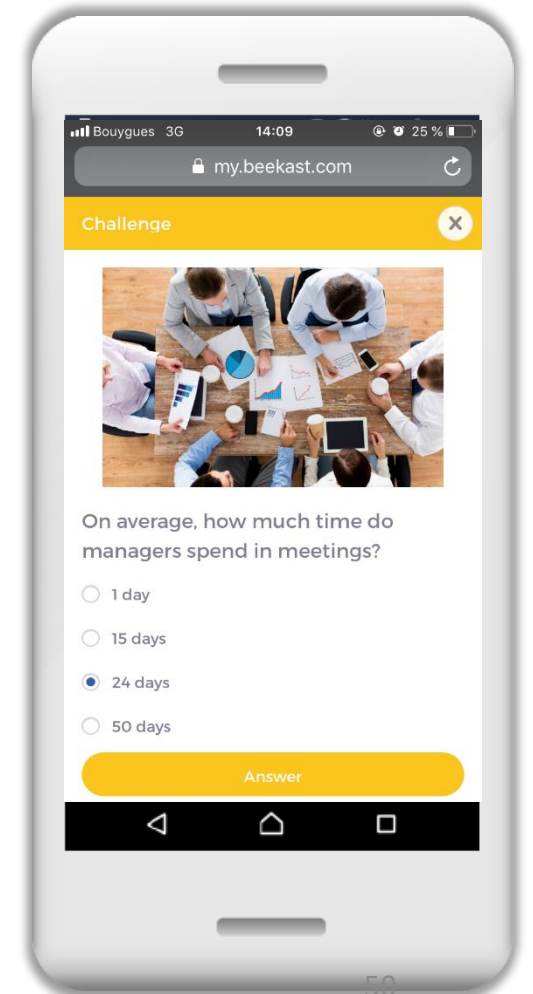 Bouygues 3G 14:09 25 %
my.beekast.com
Challenge
On average, how much time do
managers spend in meetings?
1 day
15 days
24 days
50 days
Answer
50